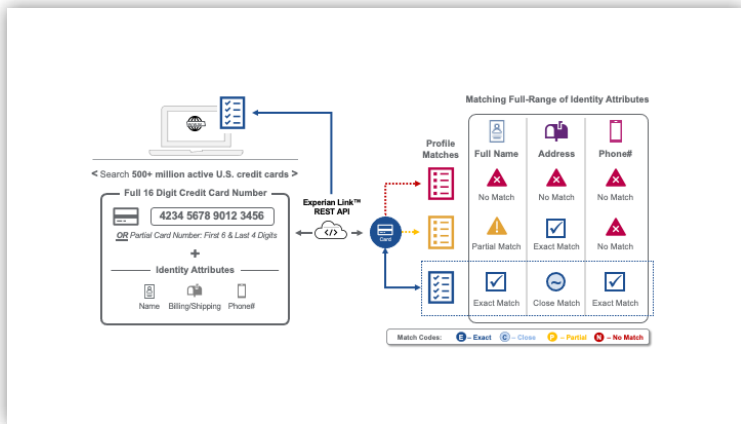 Matching Full-Range of Identity Attributes
Profile Matches
Full Name
Address
Phone#
< Search 500+ million active U.S. credit cards >
No Match
No Match
No Match
Full 16 Digit Credit Card Number
4234 5678 9012 3456
OR Partial Card Number: First 6 & Last 4 Digits
+
Identity Attributes
Name
Billing/Shipping
Phone#
Experian Link™
REST API
</>
Card
Partial Match
Exact Match
No Match
Exact Match
Close Match
Exact Match
Match Codes:
E – Exact
C – Close
P – Partial
N – No Match